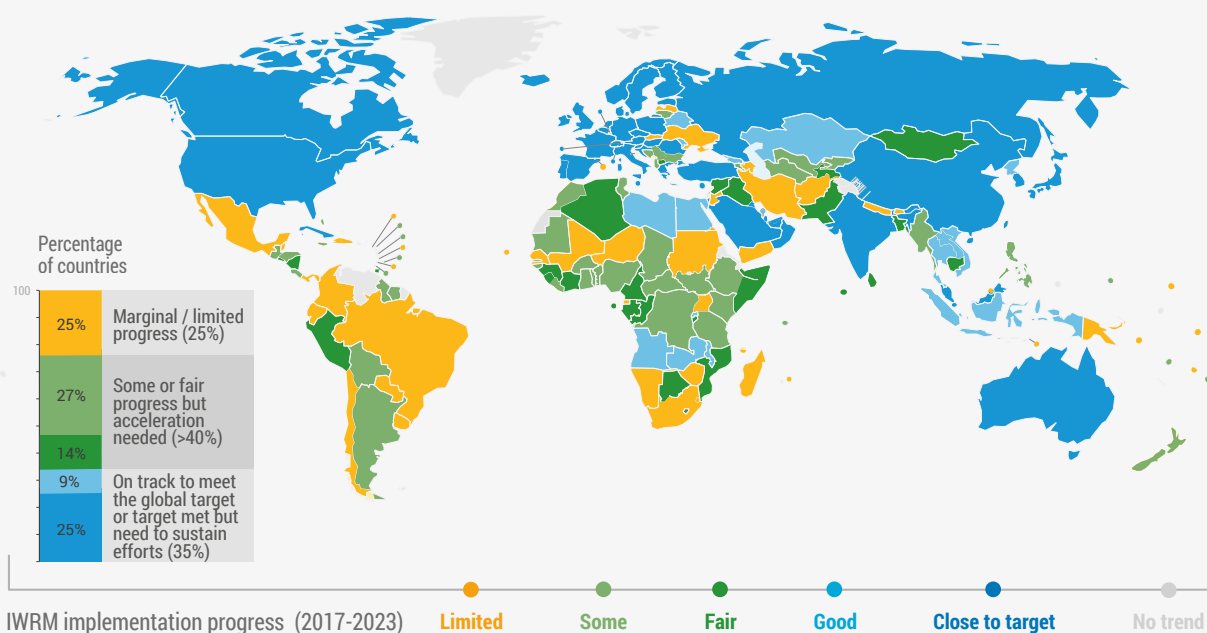 Percentage
of countries
100
25%
Marginal / limited
progress (25%)
27%
Some or fair
progress but
acceleration
needed (>40%)
14%
9%
On track to meet
the global target
or target met but
need to sustain
efforts (35%)
25%
IWRM implementation progress (2017-2023)
Limited
Some
Fair
Good
Close to target
No trend